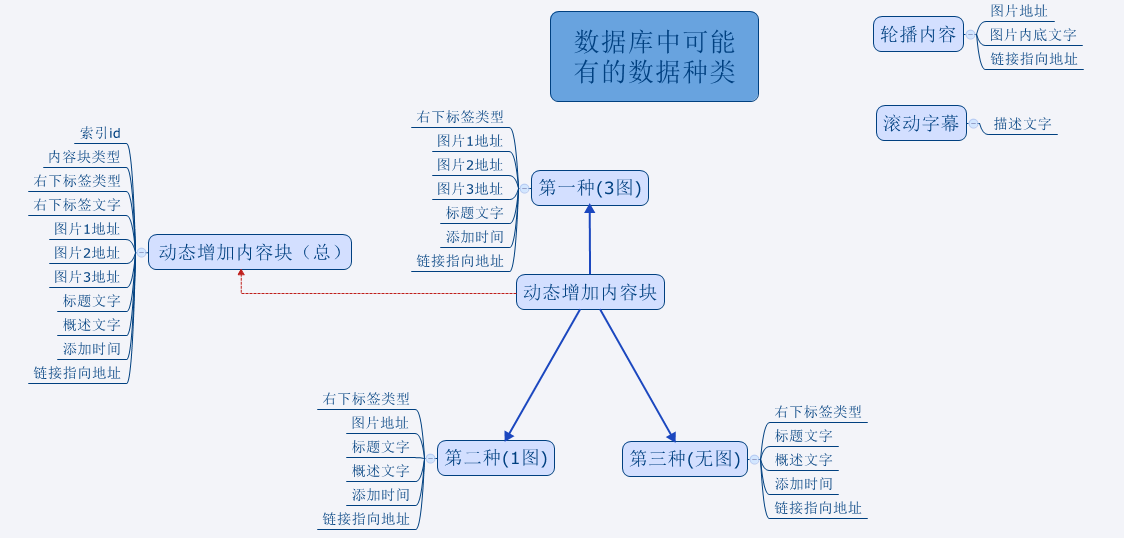 数据库中可能
有的数据种类
轮播内容
图片地址
图片内底文字
链接指向地址
滚动字幕
描述文字
动态增加内容块（总）
索引id
内容块类型
右下标签类型
右下标签文字
图片1地址
图片2地址
图片3地址
标题文字
概述文字
添加时间
链接指向地址
第一种(3图)
右下标签类型
图片1地址
图片2地址
图片3地址
标题文字
添加时间
链接指向地址
动态增加内容块
第二种(1图)
右下标签类型
图片地址
标题文字
概述文字
添加时间
链接指向地址
第三种(无图)
右下标签类型
标题文字
概述文字
添加时间
链接指向地址